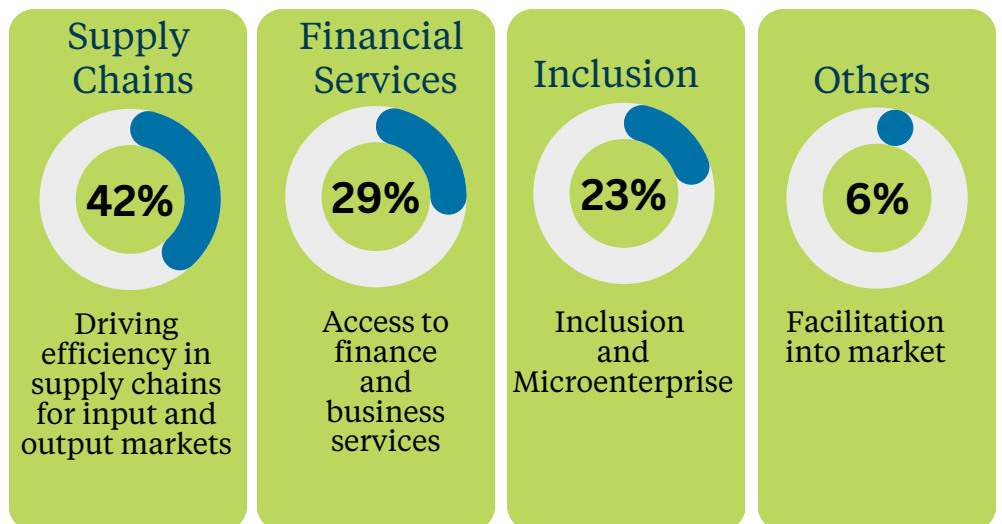 Supply
Chains
42%
Driving
efficiency in
supply chains
for input and
output markets
Financial
Services
29%
Access to
finance
and
business
services
Inclusion
23%
Inclusion
and
Microenterprise
Others
6%
Facilitation
into market